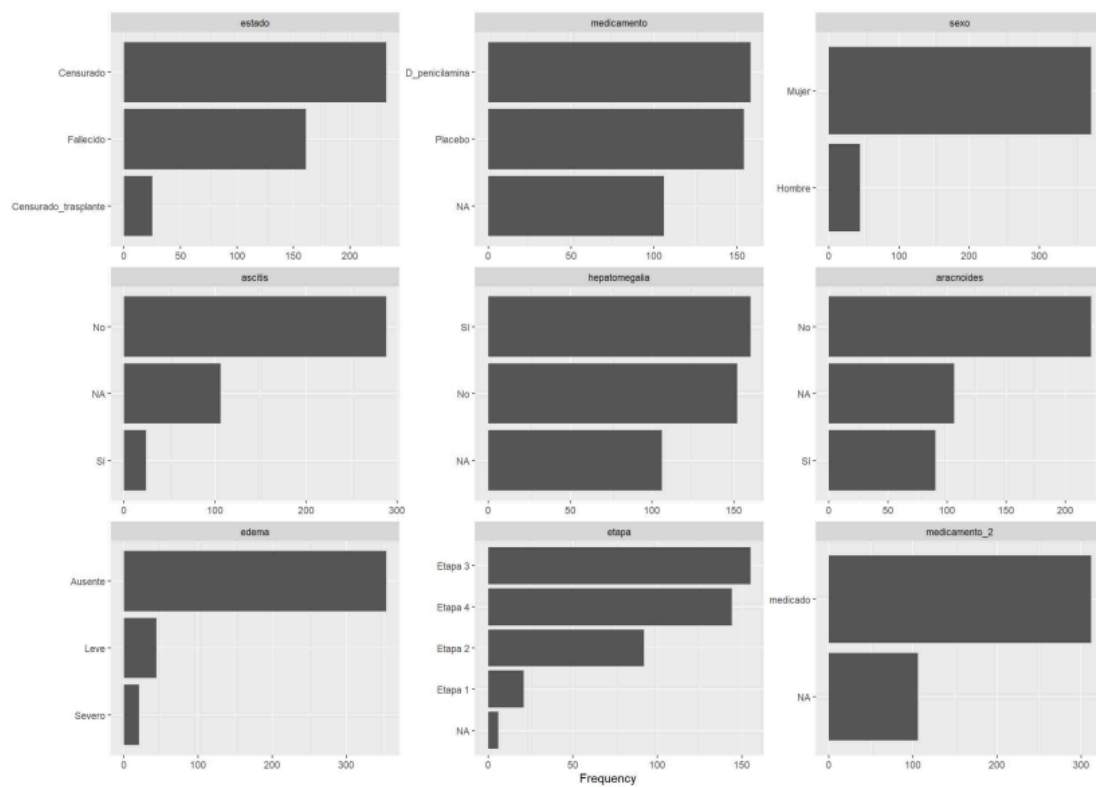 estado
Censurado
Fallecido
Censurado_trasplante
0 50 100 150 200
medicamento
D_penicilamina
Placebo
NA
0 50 100 150
sexo
Mujer
Hombre
0 100 200 300
ascitis
No
NA
Sí
0 100 200 300
hepatomegalia
Sí
No
NA
0 50 100 150
aracnoides
No
NA
Sí
0 50 100 150 200
edema
Ausente
Leve
Severo
0 100 200 300
etapa
Etapa 3
Etapa 4
Etapa 2
Etapa 1
NA
0 50 100 150
medicamento_2
medicado
NA
0 100 200 300
Frequency